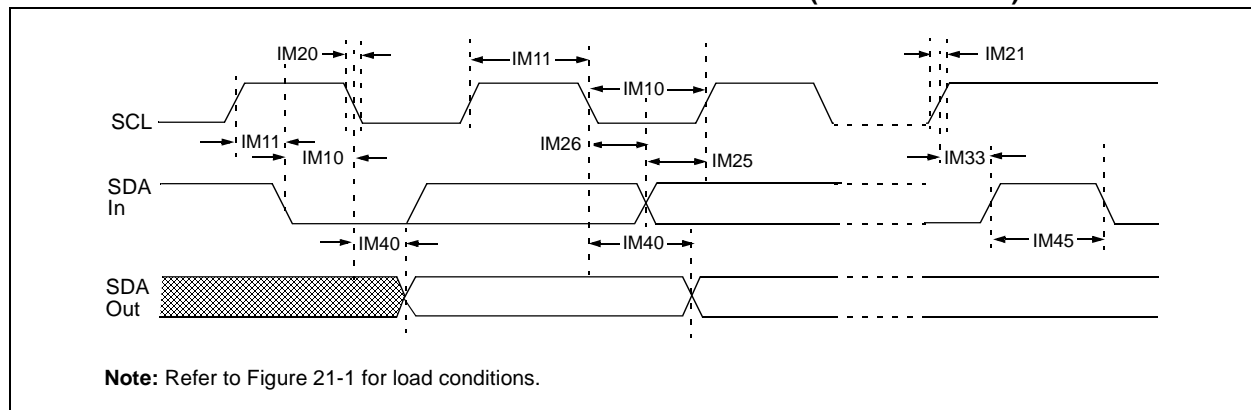 IM20
IM11
IM21
IM10
SCL
IM11
IM10
IM26
IM25
IM33
SDA
In
IM40
IM40
IM45
SDA
Out
Note: Refer to Figure 21-1 for load conditions.